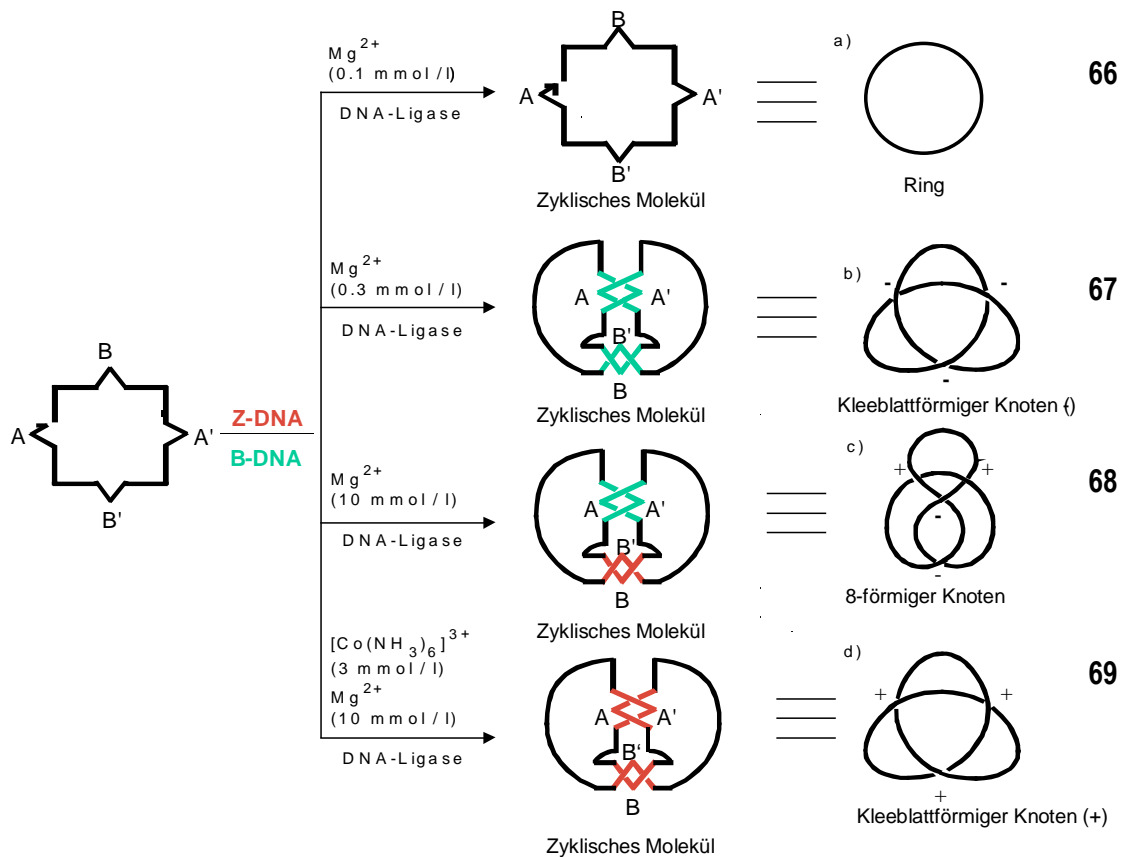 B
A
A'
B'
Z-DNA
B-DNA
Mg2+
(0.1 mmol/l)
DNA-Ligase
B
A
A'
B'
Zyklisches Molekül
a)
Ring
66
Mg2+
(0.3 mmol/l)
DNA-Ligase
A
A'
B'
B
Zyklisches Molekül
b)
-
-
-
Kleeblattförmiger Knoten (-)
67
Mg2+
(10 mmol/l)
DNA-Ligase
A
A'
B'
B
Zyklisches Molekül
c)
+
+
-
-
8-förmiger Knoten
68
[Co(NH3)6]3+
(3 mmol/l)
Mg2+
(10 mmol/l)
DNA-Ligase
A
A'
B‘
B
Zyklisches Molekül
d)
+
+
+
Kleeblattförmiger Knoten (+)
69